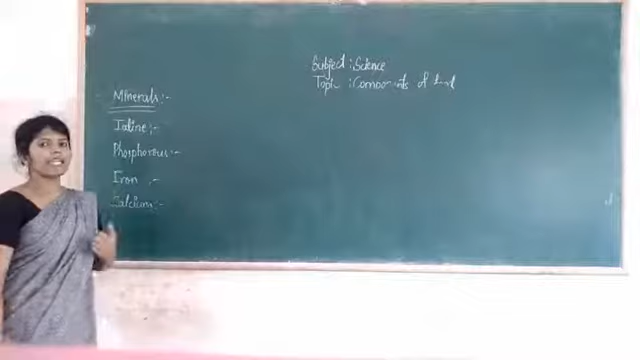 Subject : Science
Topic : Components of food
Minerals :-
Iodine :-
Phosphorous :-
Iron :-
Calcium :-